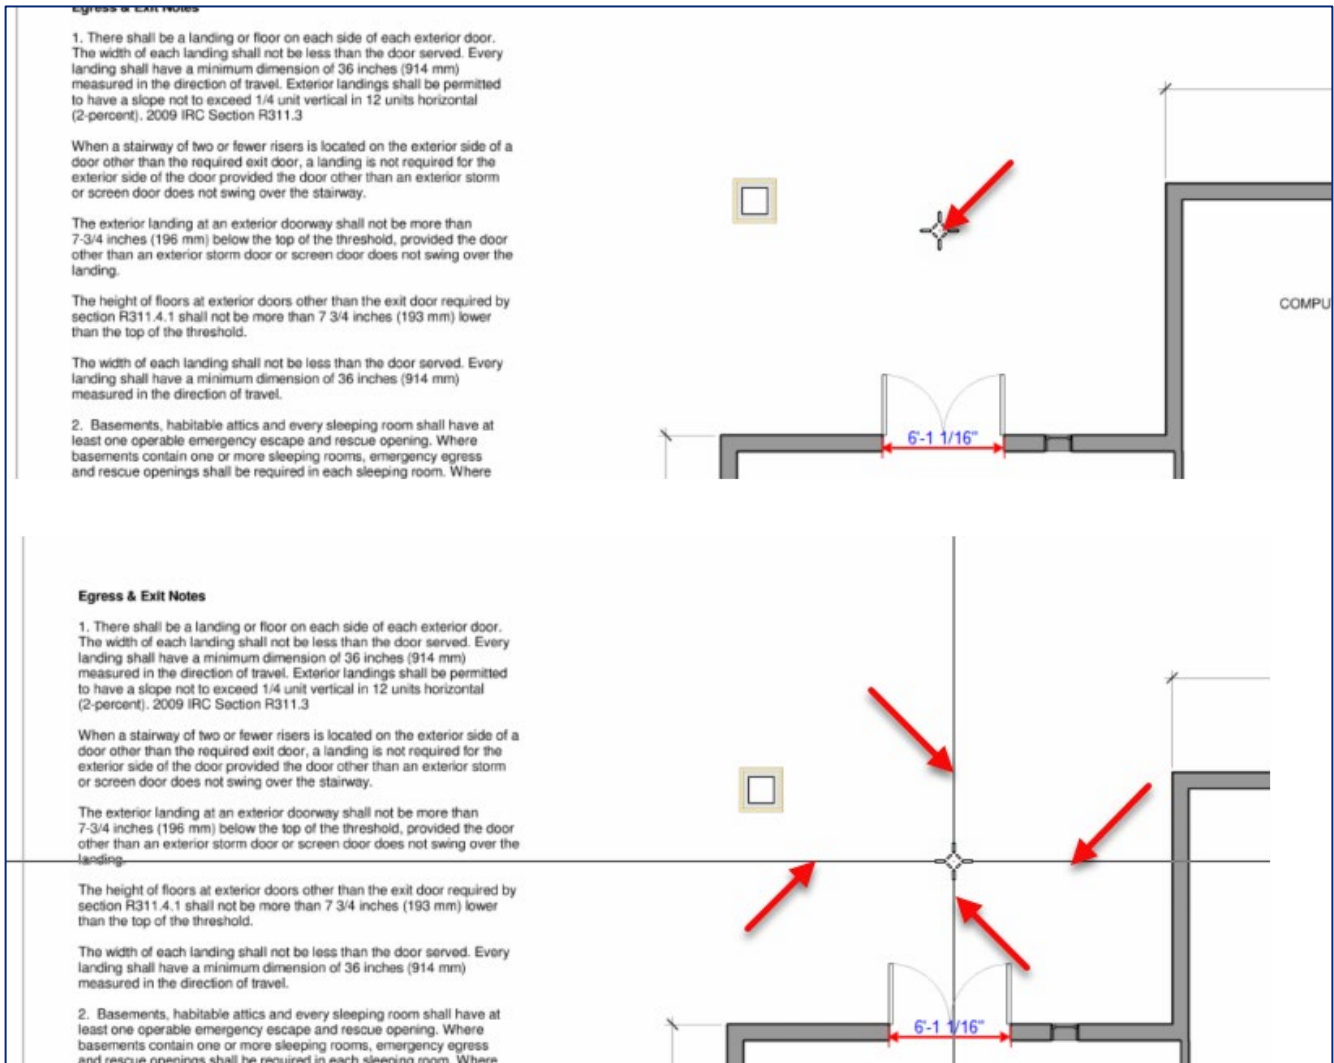 Egress & Exit Notes
1. There shall be a landing or floor on each side of each exterior door.
The width of each landing shall not be less than the door served. Every
landing shall have a minimum dimension of 36 inches (914 mm)
measured in the direction of travel. Exterior landings shall be permitted
to have a slope not to exceed 1/4 unit vertical in 12 units horizontal
(2-percent). 2009 IRC Section R311.3
When a stairway of two or fewer risers is located on the exterior side of a
door other than the required exit door, a landing is not required for the
exterior side of the door provided the door other than an exterior storm
or screen door does not swing over the stairway.
The exterior landing at an exterior doorway shall not be more than
7-3/4 inches (196 mm) below the top of the threshold, provided the door
other than an exterior storm door or screen door does not swing over the
landing.
The height of floors at exterior doors other than the exit door required by
section R311.4.1 shall not be more than 7 3/4 inches (193 mm) lower
than the top of the threshold.
The width of each landing shall not be less than the door served. Every
landing shall have a minimum dimension of 36 inches (914 mm)
measured in the direction of travel.
2. Basements, habitable attics and every sleeping room shall have at
least one operable emergency escape and rescue opening. Where
basements contain one or more sleeping rooms, emergency egress
and rescue openings shall be required in each sleeping room. Where
COMPU
6'-1 1/16"
Egress & Exit Notes
1. There shall be a landing or floor on each side of each exterior door.
The width of each landing shall not be less than the door served. Every
landing shall have a minimum dimension of 36 inches (914 mm)
measured in the direction of travel. Exterior landings shall be permitted
to have a slope not to exceed 1/4 unit vertical in 12 units horizontal
(2-percent). 2009 IRC Section R311.3
When a stairway of two or fewer risers is located on the exterior side of a
door other than the required exit door, a landing is not required for the
exterior side of the door provided the door other than an exterior storm
or screen door does not swing over the stairway.
The exterior landing at an exterior doorway shall not be more than
7-3/4 inches (196 mm) below the top of the threshold, provided the door
other than an exterior storm door or screen door does not swing over the
landing.
The height of floors at exterior doors other than the exit door required by
section R311.4.1 shall not be more than 7 3/4 inches (193 mm) lower
than the top of the threshold.
The width of each landing shall not be less than the door served. Every
landing shall have a minimum dimension of 36 inches (914 mm)
measured in the direction of travel.
2. Basements, habitable attics and every sleeping room shall have at
least one operable emergency escape and rescue opening. Where
basements contain one or more sleeping rooms, emergency egress
and rescue openings shall be required in each sleeping room. Where
6'-1 1/16"